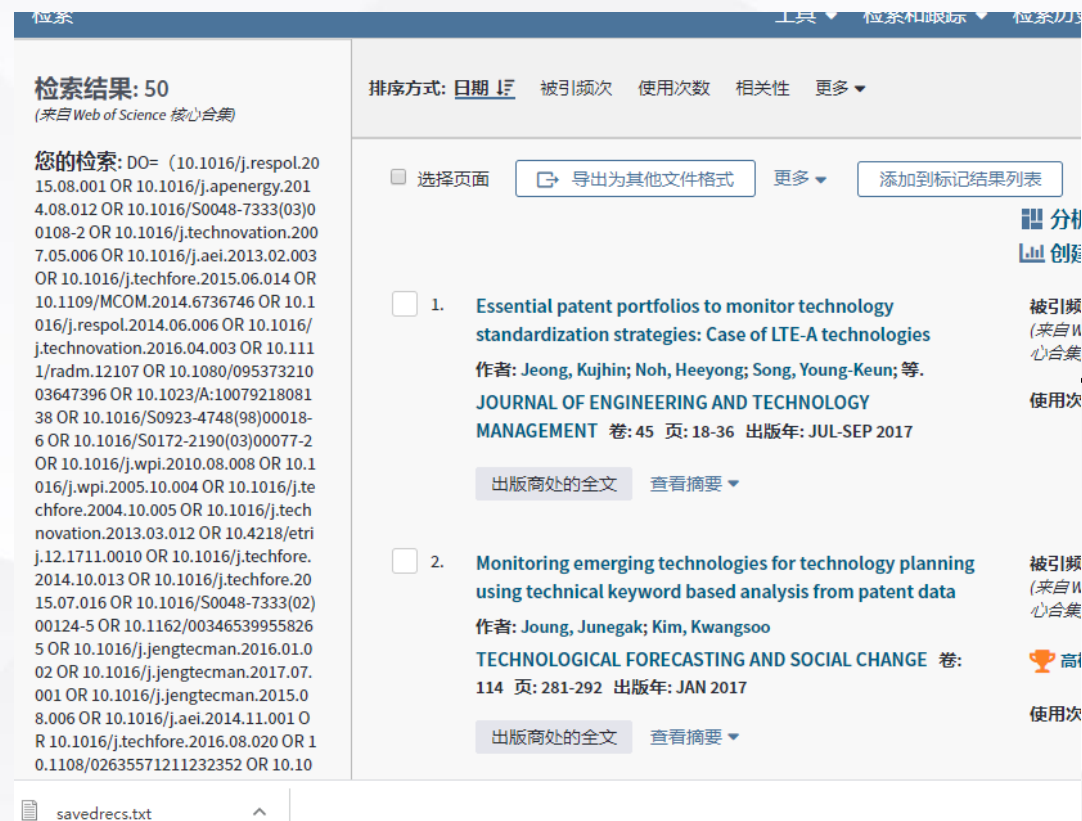 检索
工具 检索和跟踪 检索历史
检索结果: 50
(来自 Web of Science 核心合集)
您的检索: DO=（10.1016/j.respol.20
15.08.001 OR 10.1016/j.apenergy.201
4.08.012 OR 10.1016/S0048-7333(03)0
0108-2 OR 10.1016/j.technovation.200
7.05.006 OR 10.1016/j.aei.2013.02.003
OR 10.1016/j.techfore.2015.06.014 OR
10.1109/MCOM.2014.6736746 OR 10.1
016/j.respol.2014.06.006 OR 10.1016/
j.technovation.2016.04.003 OR 10.111
1/radm.12107 OR 10.1080/095373210
03647396 OR 10.1023/A:10079218081
38 OR 10.1016/S0923-4748(98)00018-
6 OR 10.1016/S0172-2190(03)00077-2
OR 10.1016/j.wpi.2010.08.008 OR 10.1
016/j.wpi.2005.10.004 OR 10.1016/j.te
chfore.2004.10.005 OR 10.1016/j.tech
novation.2013.03.012 OR 10.4218/etri
j.12.1711.0010 OR 10.1016/j.techfore.
2014.10.013 OR 10.1016/j.techfore.20
15.07.016 OR 10.1016/S0048-7333(02)
00124-5 OR 10.1162/00346539955826
5 OR 10.1016/j.jengtecman.2016.01.0
02 OR 10.1016/j.jengtecman.2017.07.
001 OR 10.1016/j.jengtecman.2015.0
8.006 OR 10.1016/j.aei.2014.11.001 O
R 10.1016/j.techfore.2016.08.020 OR 1
0.1108/02635571211232352 OR 10.10
排序方式: 日期 被引频次 使用次数 相关性 更多
选择页面 导出为其他文件格式 更多 添加到标记结果列表
分析
创建
1. Essential patent portfolios to monitor technology
standardization strategies: Case of LTE-A technologies
作者: Jeong, Kujhin; Noh, Heeyong; Song, Young-Keun; 等.
JOURNAL OF ENGINEERING AND TECHNOLOGY
MANAGEMENT 卷: 45 页: 18-36 出版年: JUL-SEP 2017
出版商处的全文 查看摘要
被引频
(来自 W
心合集
使用次
2. Monitoring emerging technologies for technology planning
using technical keyword based analysis from patent data
作者: Joung, Junegak; Kim, Kwangsoo
TECHNOLOGICAL FORECASTING AND SOCIAL CHANGE 卷:
114 页: 281-292 出版年: JAN 2017
出版商处的全文 查看摘要
被引频
(来自 W
心合集
高
使用次
savedrecs.txt